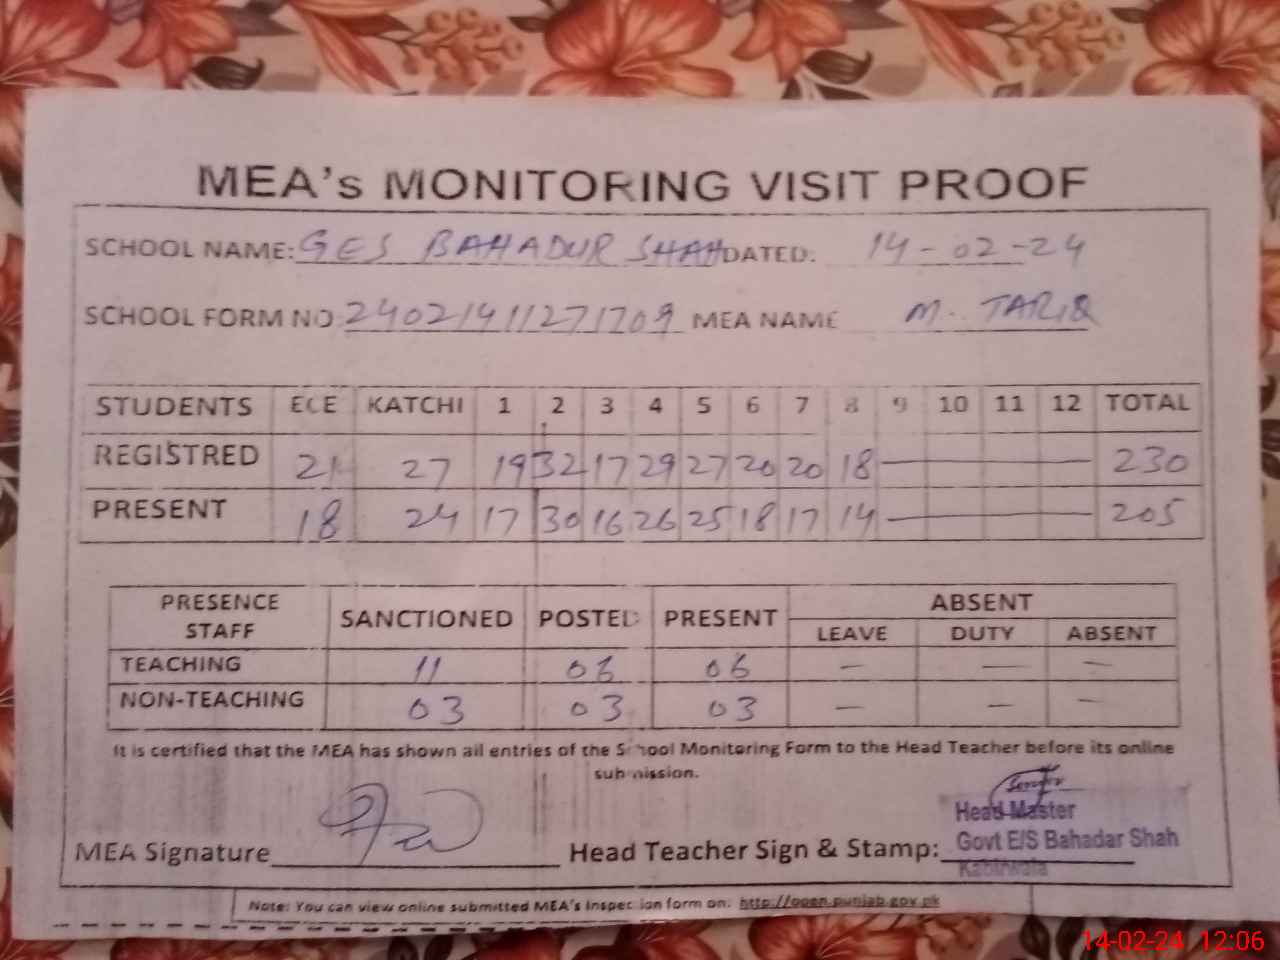 MEA's MONITORING VISIT PROOF
SCHOOL NAME: GES BAHADUR SHAH DATED: 14-02-24
SCHOOL FORM NO: 24021411271709 MEA NAME M. TARIQ
STUDENTS ECE KATCHI 1 2 3 4 5 6 7 8 9 10 11 12 TOTAL
REGISTRED 21 27 19 32 17 29 27 20 20 18 — 230
PRESENT 18 24 17 30 16 26 25 18 17 14 — 205
PRESENCE STAFF SANCTIONED POSTED PRESENT ABSENT
LEAVE DUTY ABSENT
TEACHING 11 06 06 — — —
NON-TEACHING 03 03 03 — — —
It is certified that the MEA has shown all entries of the School Monitoring Form to the Head Teacher before its online
submission.
Head Master
Govt E/S Bahadar Shah
MEA Signature Head Teacher Sign & Stamp:
Kabirwala
Note: You can view online submitted MEA's Inspection form on: http://open.punjab.gov.pk
14-02-24 12:06